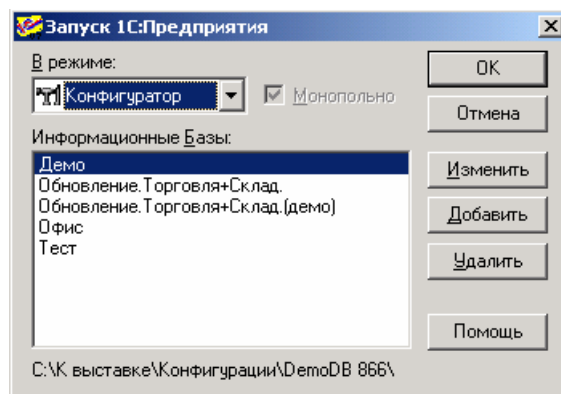 Запуск 1С:Предприятия
В режиме:
Конфигуратор
Монопольно
OK
Отмена
Информационные Базы:
Демо
Обновление.Торговля+Склад.
Обновление.Торговля+Склад.(демо)
Офис
Тест
Изменить
Добавить
Удалить
Помощь
C:\К выставке\Конфигурации\DemoDB 866\